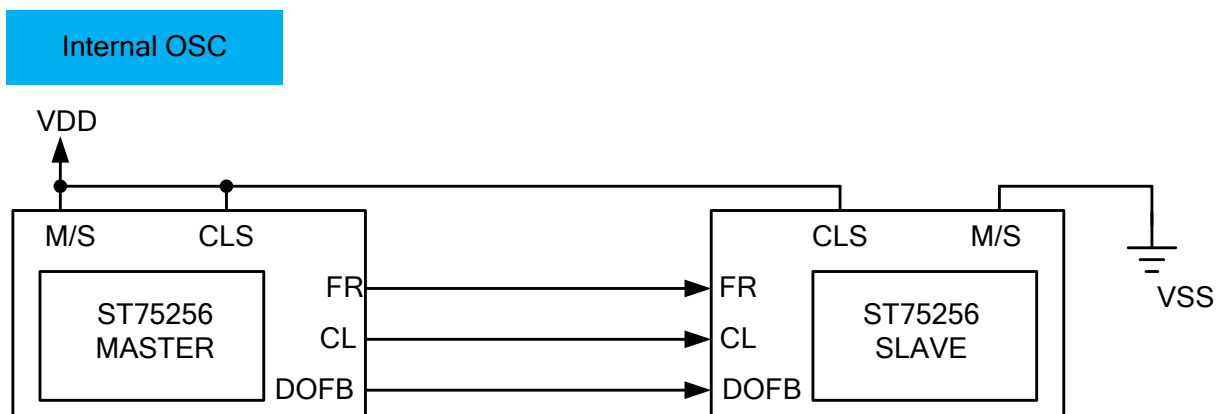 Internal OSC
VDD
M/S
CLS
CLS
M/S
VSS
FR
FR
ST75256
MASTER
ST75256
SLAVE
CL
CL
DOFB
DOFB